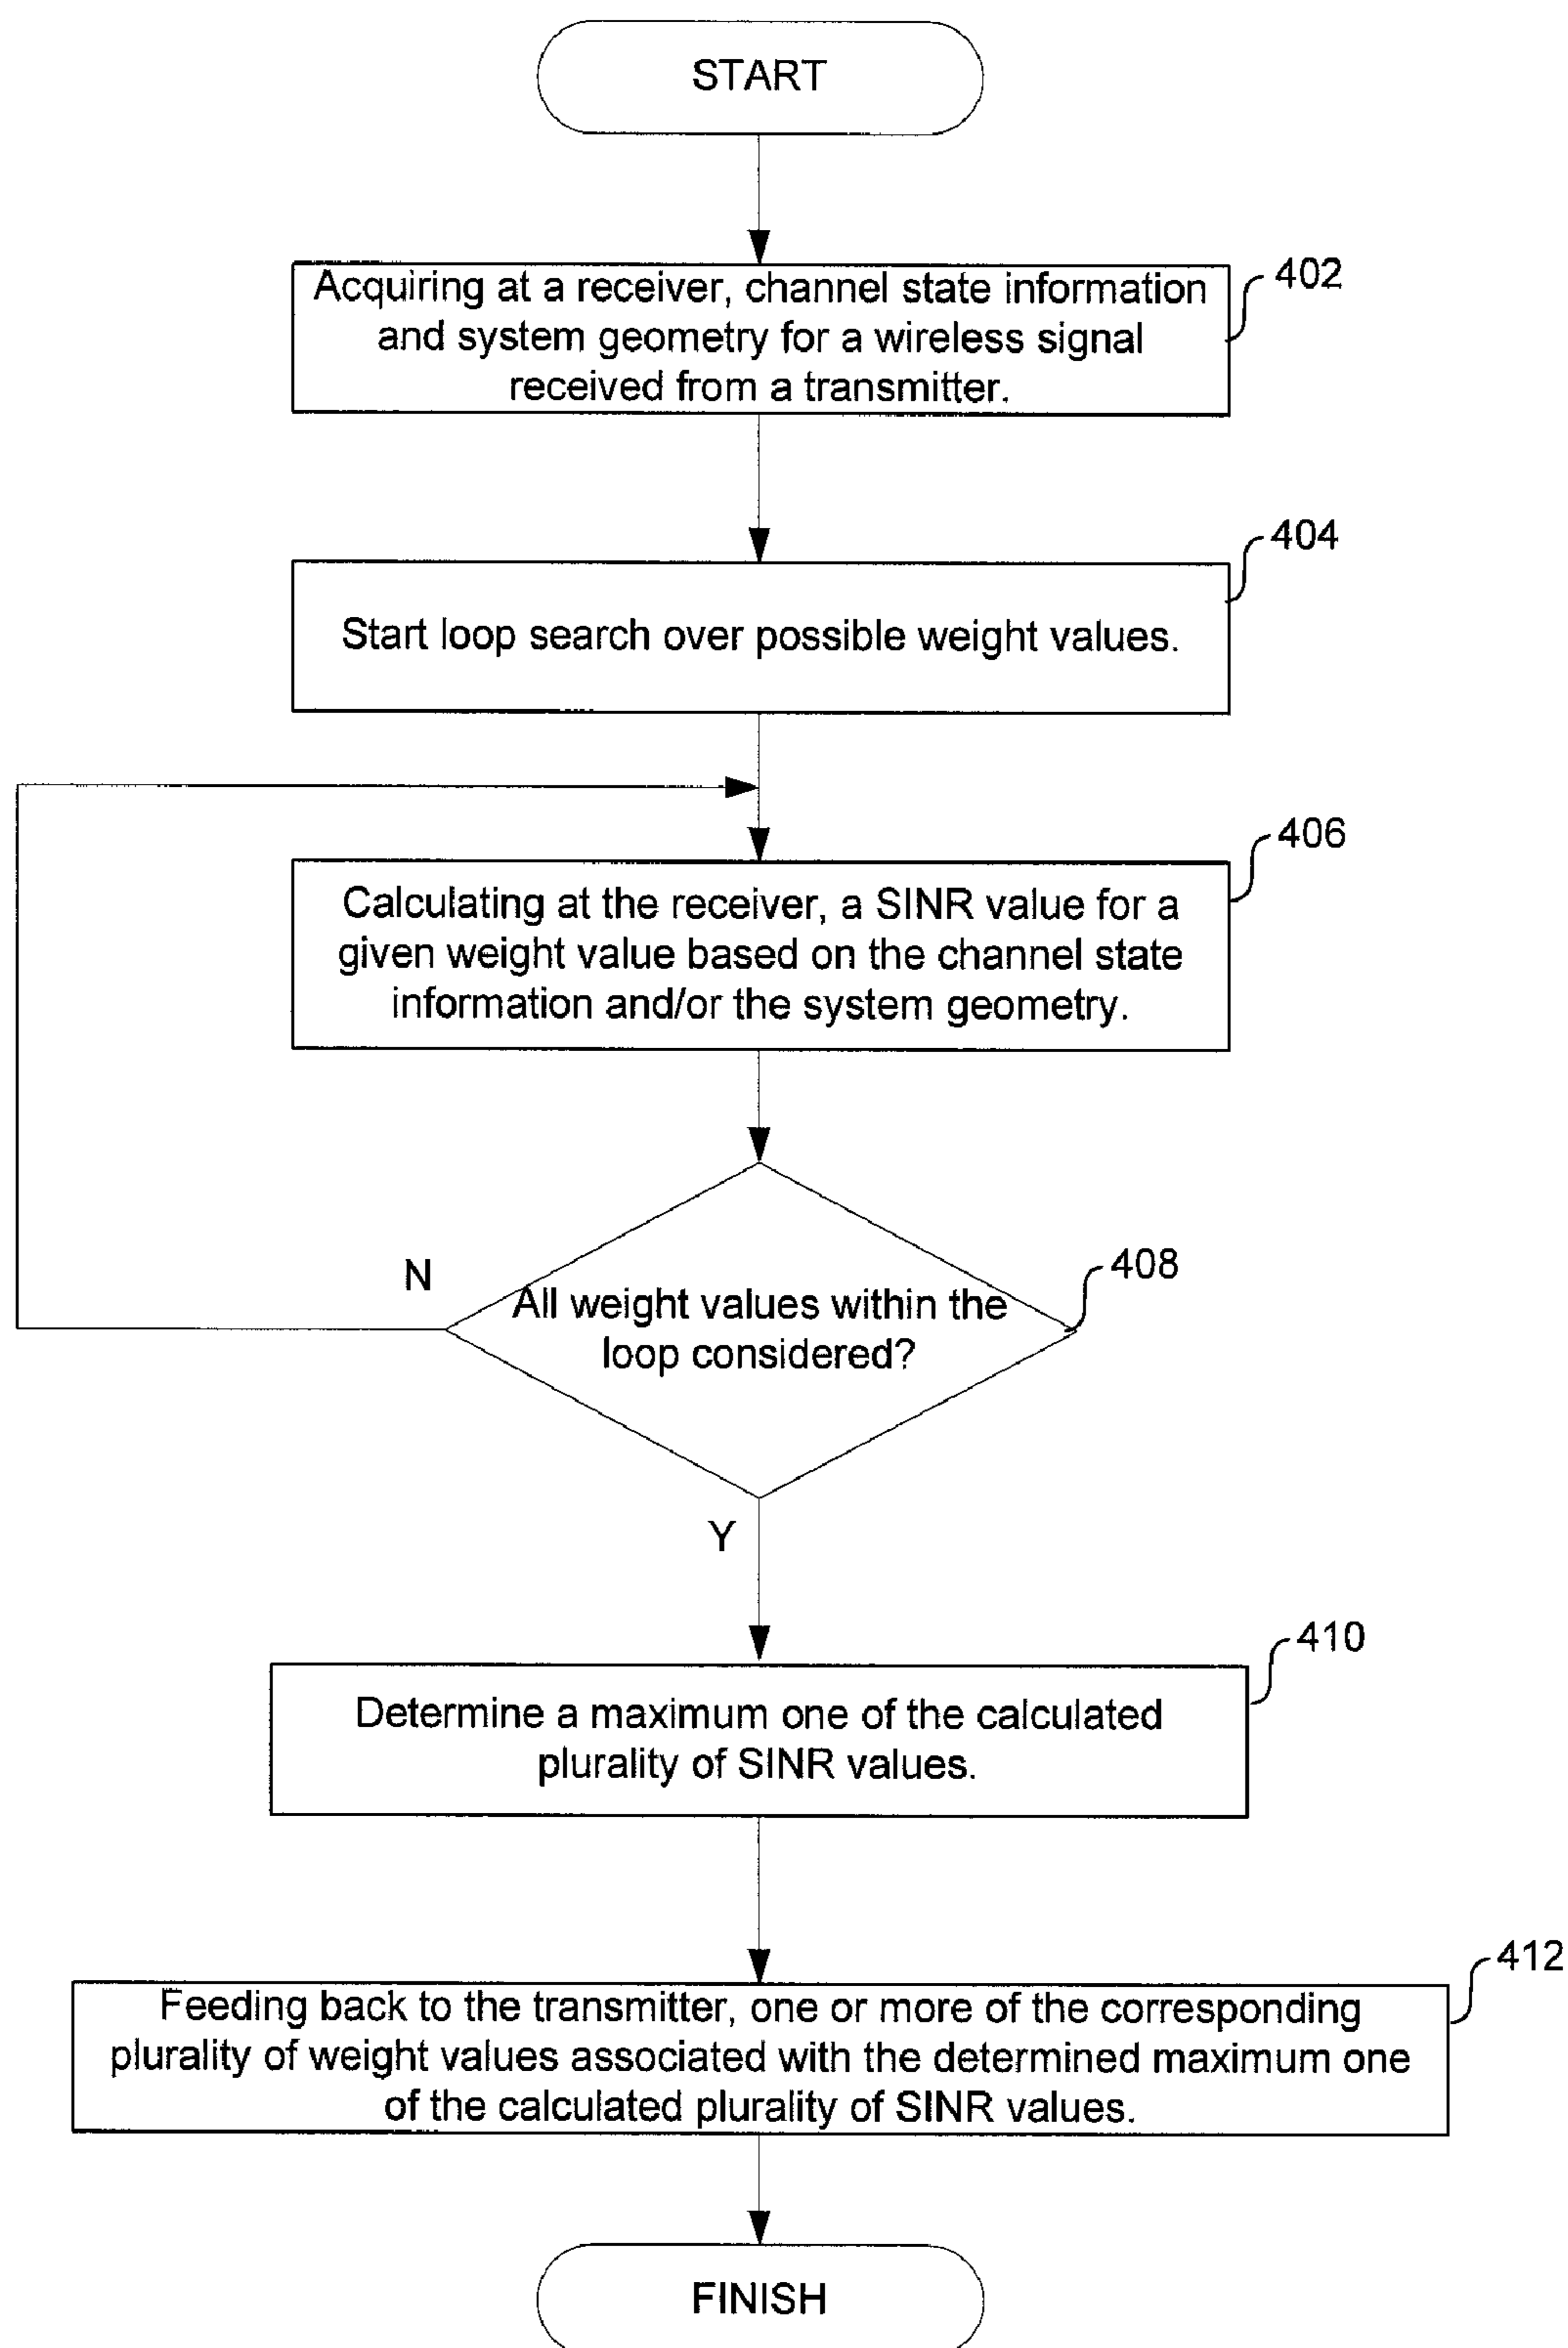 START
Acquiring at a receiver, channel state information
and system geometry for a wireless signal
received from a transmitter.
402
Start loop search over possible weight values.
404
Calculating at the receiver, a SINR value for a
given weight value based on the channel state
information and/or the system geometry.
406
N
All weight values within the
loop considered?
408
Y
Determine a maximum one of the calculated
plurality of SINR values.
410
Feeding back to the transmitter, one or more of the corresponding
plurality of weight values associated with the determined maximum one
of the calculated plurality of SINR values.
412
FINISH